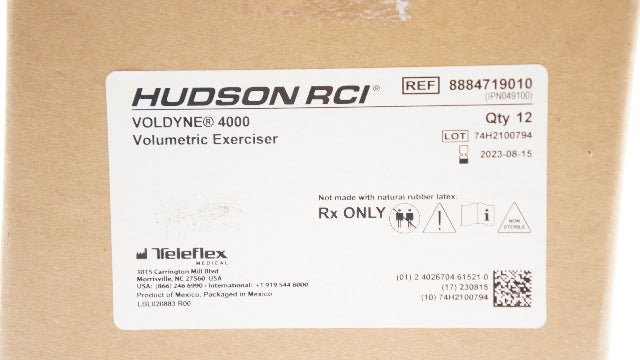 HUDSON RCI®
REF 8884719010
(IPN049100)
VOLDYNE® 4000
Volumetric Exerciser
Qty 12
LOT 74H2100794
2023-08-15
Not made with natural rubber latex.
Rx ONLY
NON
STERILE
Teleflex
MEDICAL
3015 Carrington Mill Blvd
Morrisville, NC 27560 USA
USA: (866) 246 6990 • International: +1 919 544 8000
Product of Mexico, Packaged in Mexico
LBL020883 R00
(01) 2 4026704 61521 0
(17) 230815
(10) 74H2100794